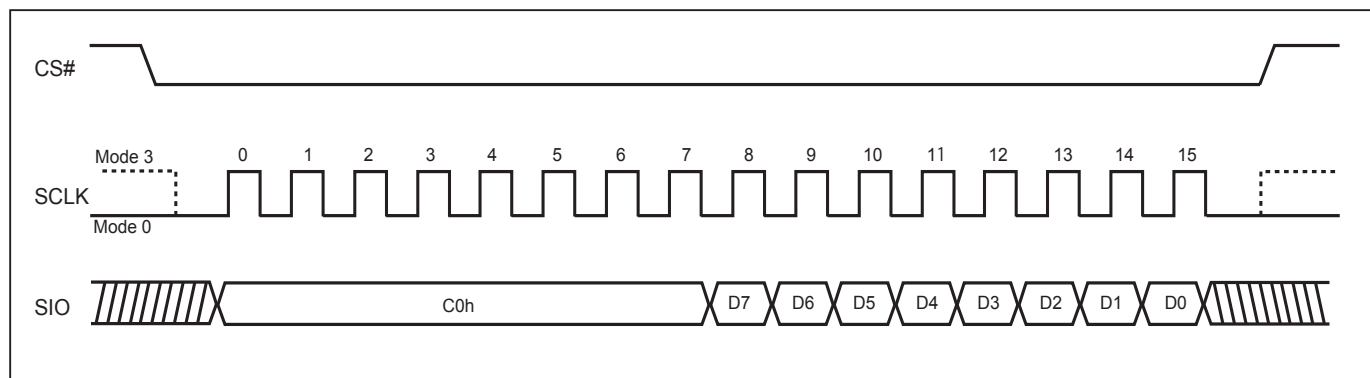 CS#
Mode 3 0 1 2 3 4 5 6 7 8 9 10 11 12 13 14 15
SCLK
Mode 0
SIO C0h D7 D6 D5 D4 D3 D2 D1 D0